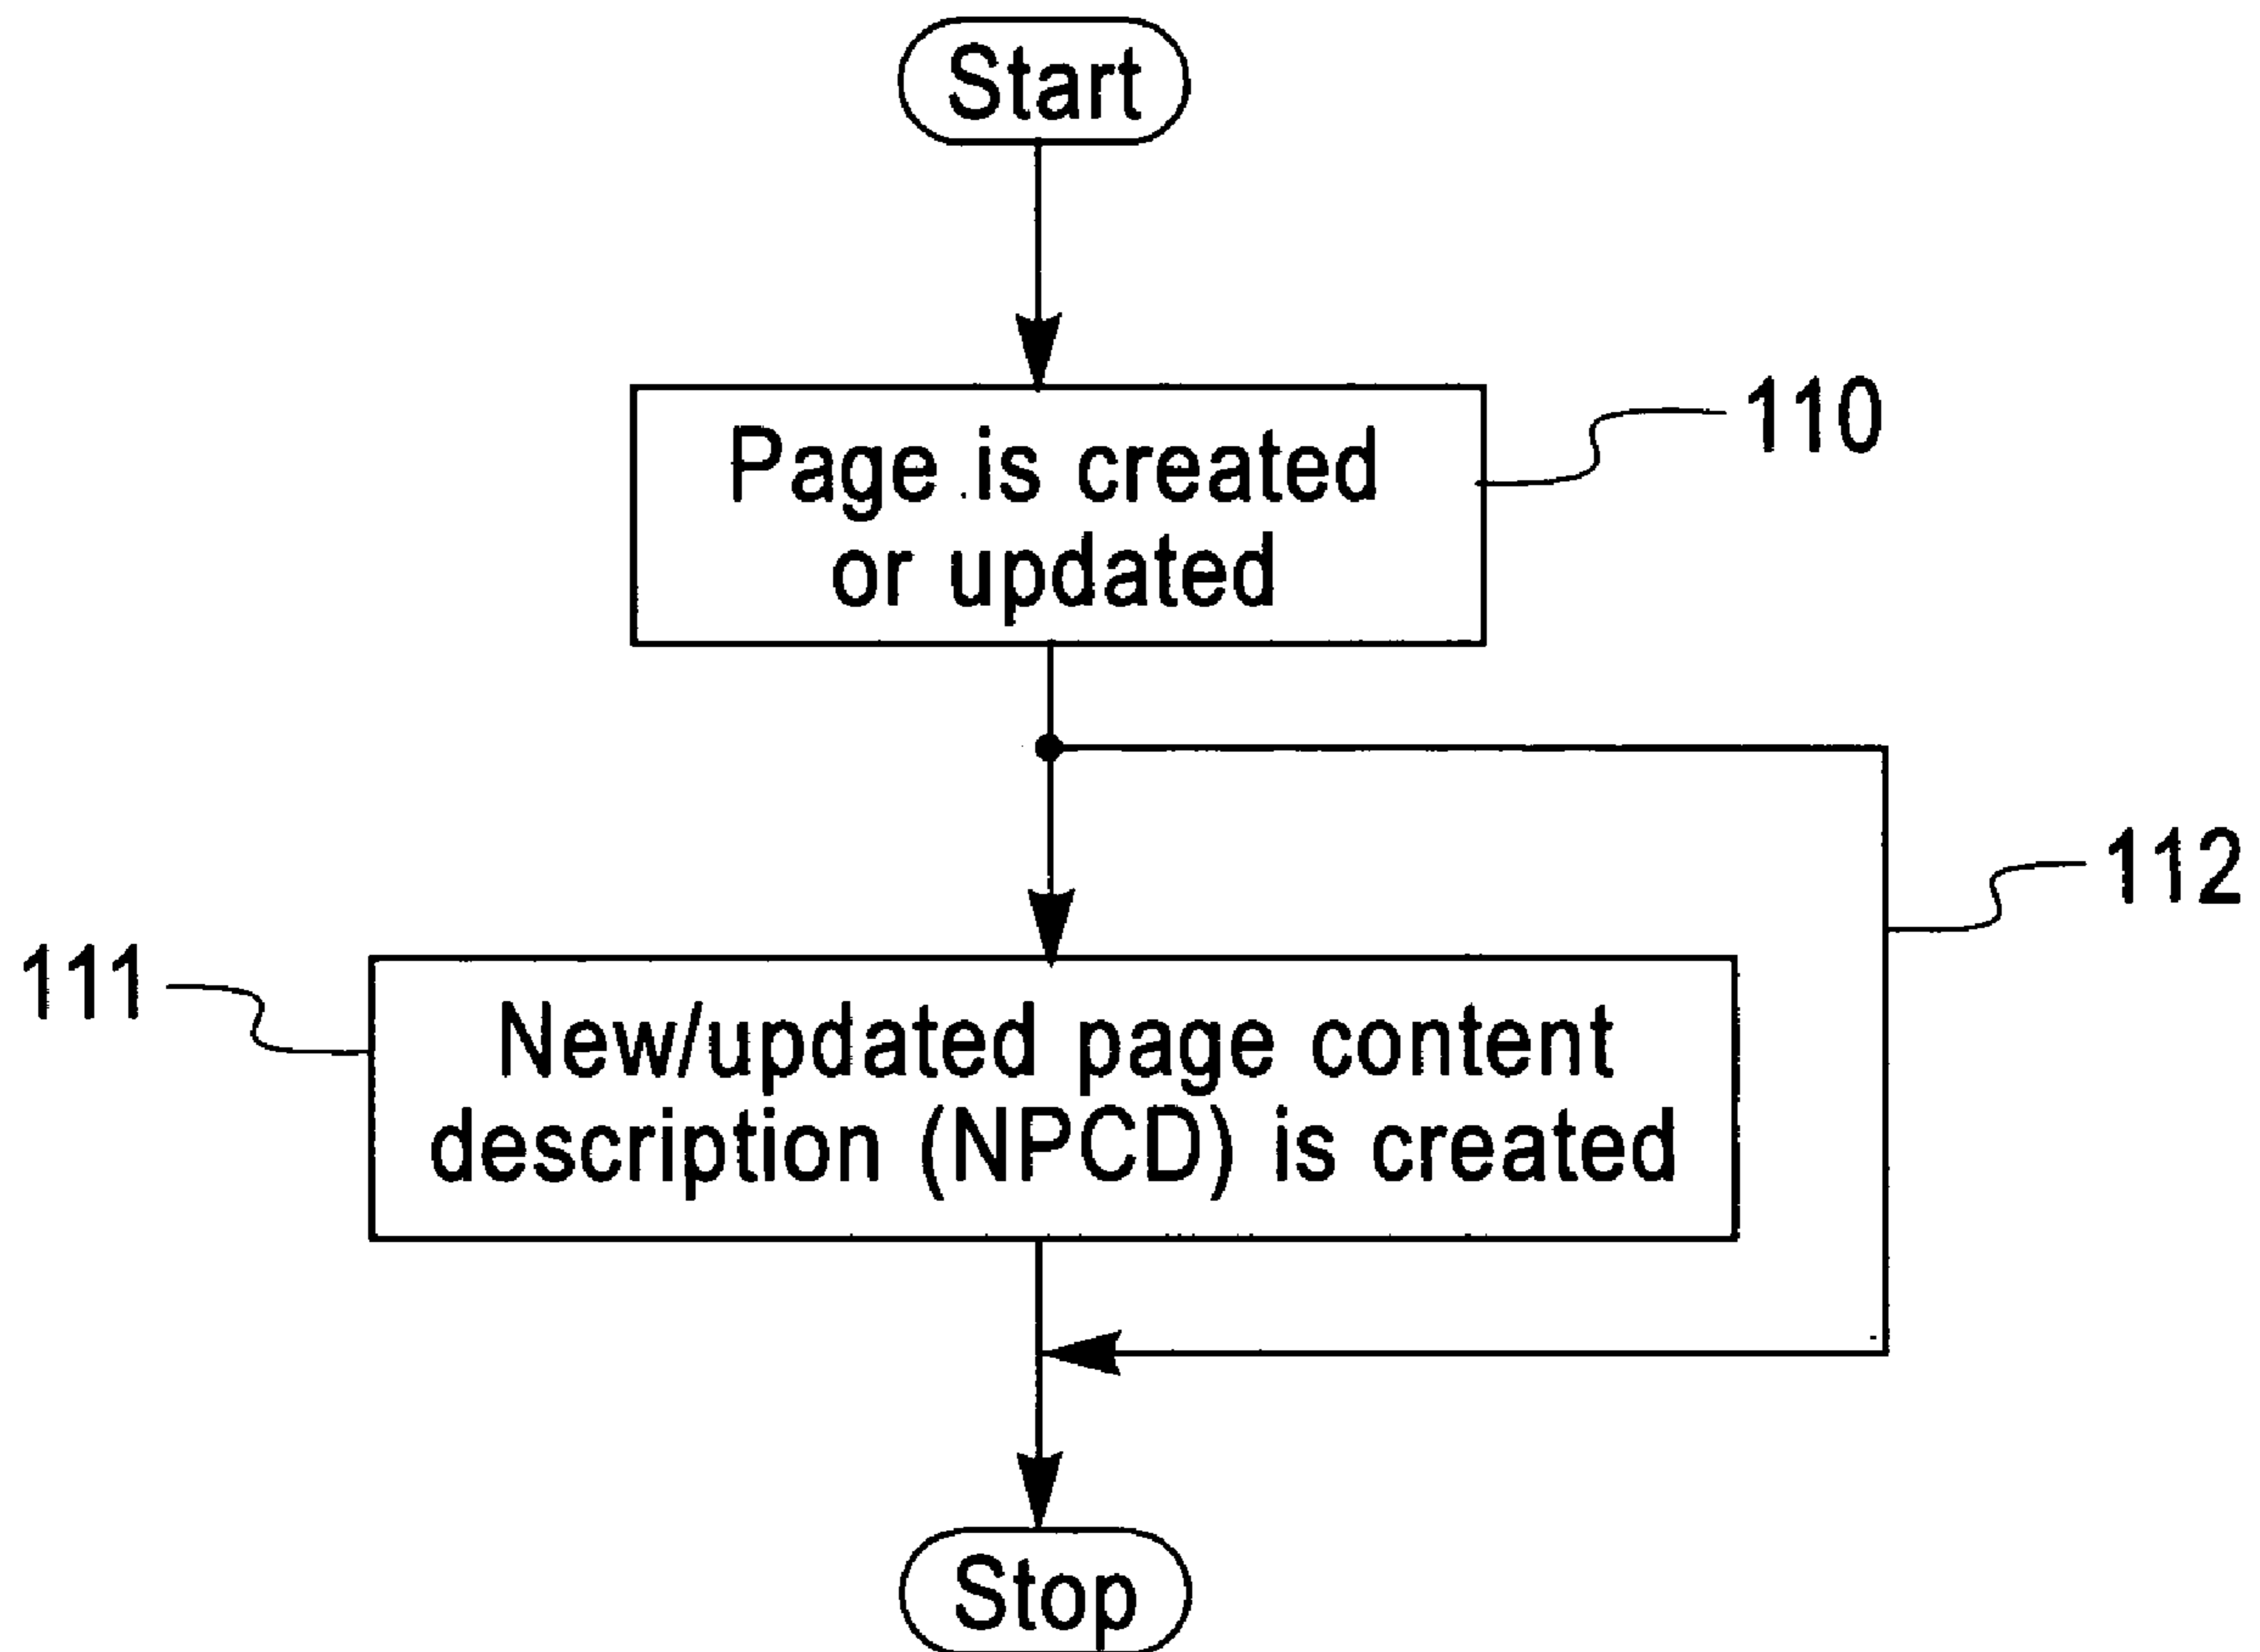 Start
Page is created
or updated
110
112
111
New/updated page content
description (NPCD) is created
Stop